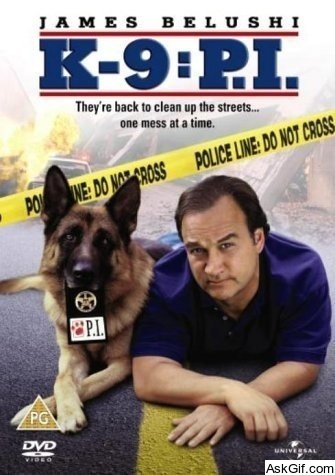 JAMES BELUSHI
K-9:P.I.
They're back to clean up the streets...
one mess at a time.
POLICE LINE: DO NOT CROSS
POLICE LINE: DO NOT CROSS
P.I.
PG
DVD
VIDEO
UNIVERSAL
AskGif.com